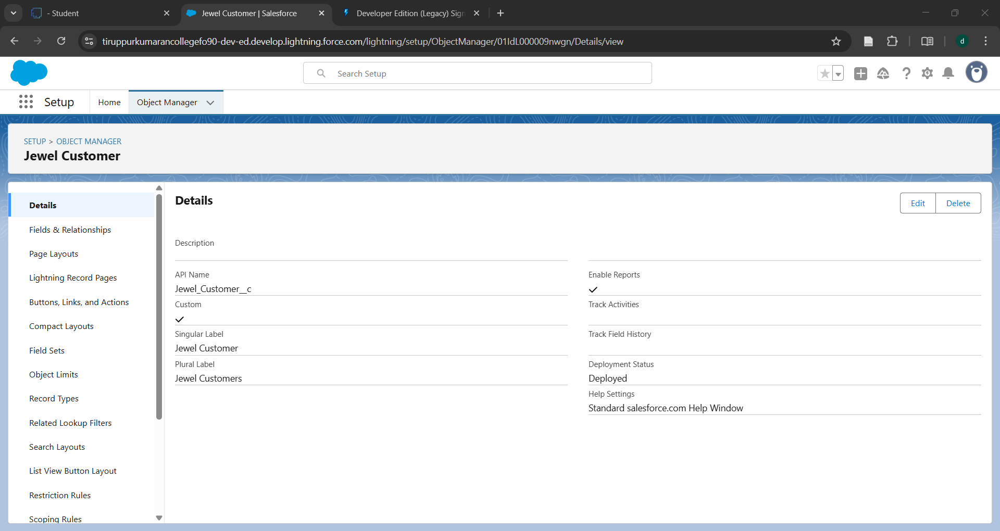 - Student
Jewel Customer | Salesforce
Developer Edition (Legacy) Sign
tiruppurkumarancollegefo90-dev-ed.develop.lightning.force.com/lightning/setup/ObjectManager/01IdL000009nwgn/Details/view
d
Search Setup
Setup
Home
Object Manager
SETUP > OBJECT MANAGER
Jewel Customer
Details
Fields & Relationships
Page Layouts
Lightning Record Pages
Buttons, Links, and Actions
Compact Layouts
Field Sets
Object Limits
Record Types
Related Lookup Filters
Search Layouts
List View Button Layout
Restriction Rules
Scoping Rules
Details
Edit
Delete
Description
API Name
Jewel_Customer__c
Custom
Singular Label
Jewel Customer
Plural Label
Jewel Customers
Enable Reports
Track Activities
Track Field History
Deployment Status
Deployed
Help Settings
Standard salesforce.com Help Window